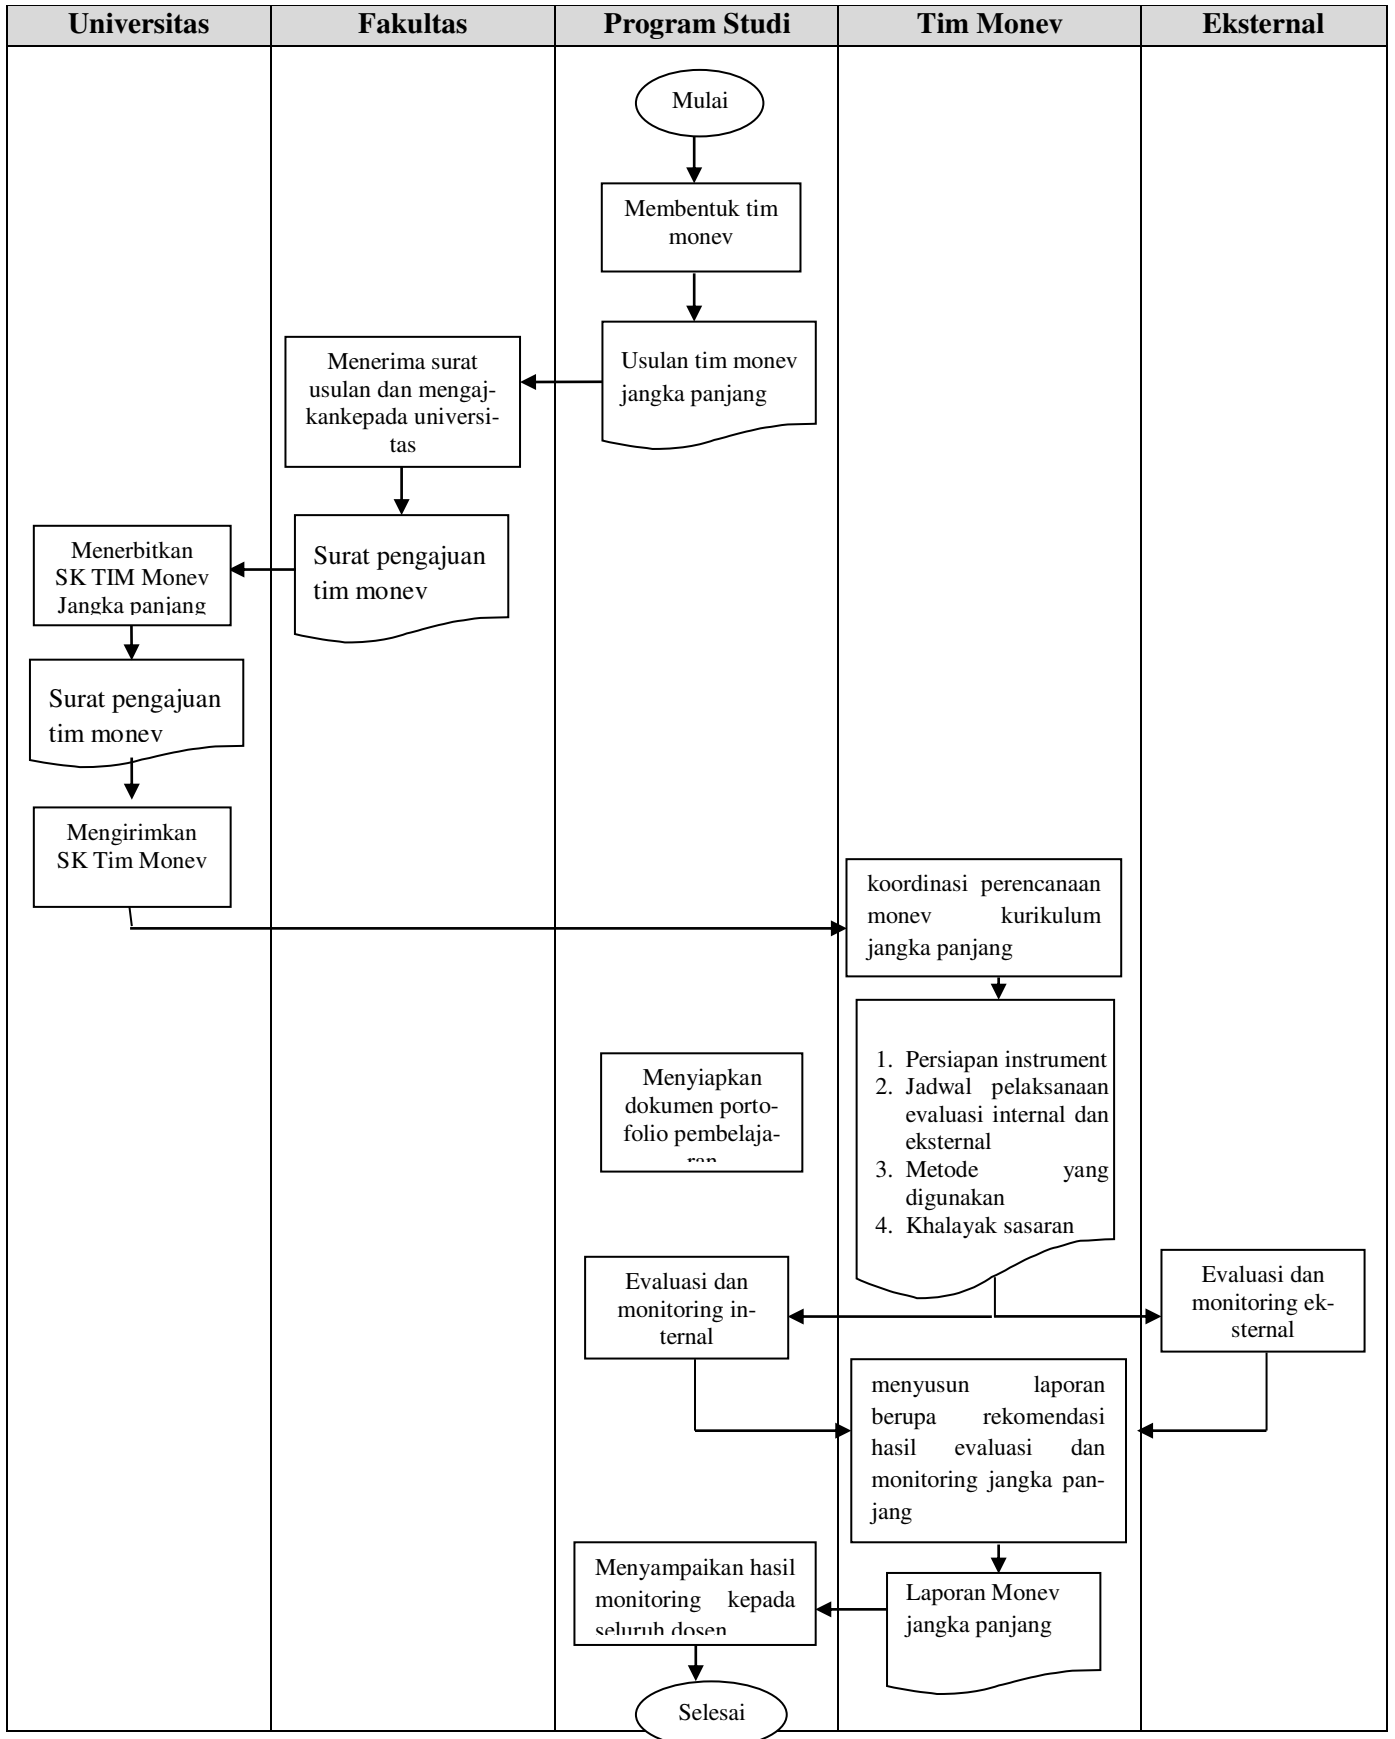 Universitas Fakultas Program Studi Tim Monev Eksternal
Mulai
Membentuk tim
monev
Usulan tim monev
jangka panjang
Menerima surat
usulan dan mengaj-
kankepada universi-
tas
Surat pengajuan
tim monev
Menerbitkan
SK TIM Monev
Jangka panjang
Surat pengajuan
tim monev
Mengirimkan
SK Tim Monev
koordinasi perencanaan
monev kurikulum
jangka panjang
1. Persiapan instrument
2. Jadwal pelaksanaan
evaluasi internal dan
eksternal
3. Metode yang
digunakan
4. Khalayak sasaran
Menyiapkan
dokumen porto-
folio pembelaja-
ran
Evaluasi dan
monitoring in-
ternal
Evaluasi dan
monitoring ek-
sternal
menyusun laporan
berupa rekomendasi
hasil evaluasi dan
monitoring jangka pan-
jang
Laporan Monev
jangka panjang
Menyampaikan hasil
monitoring kepada
seluruh dosen
Selesai